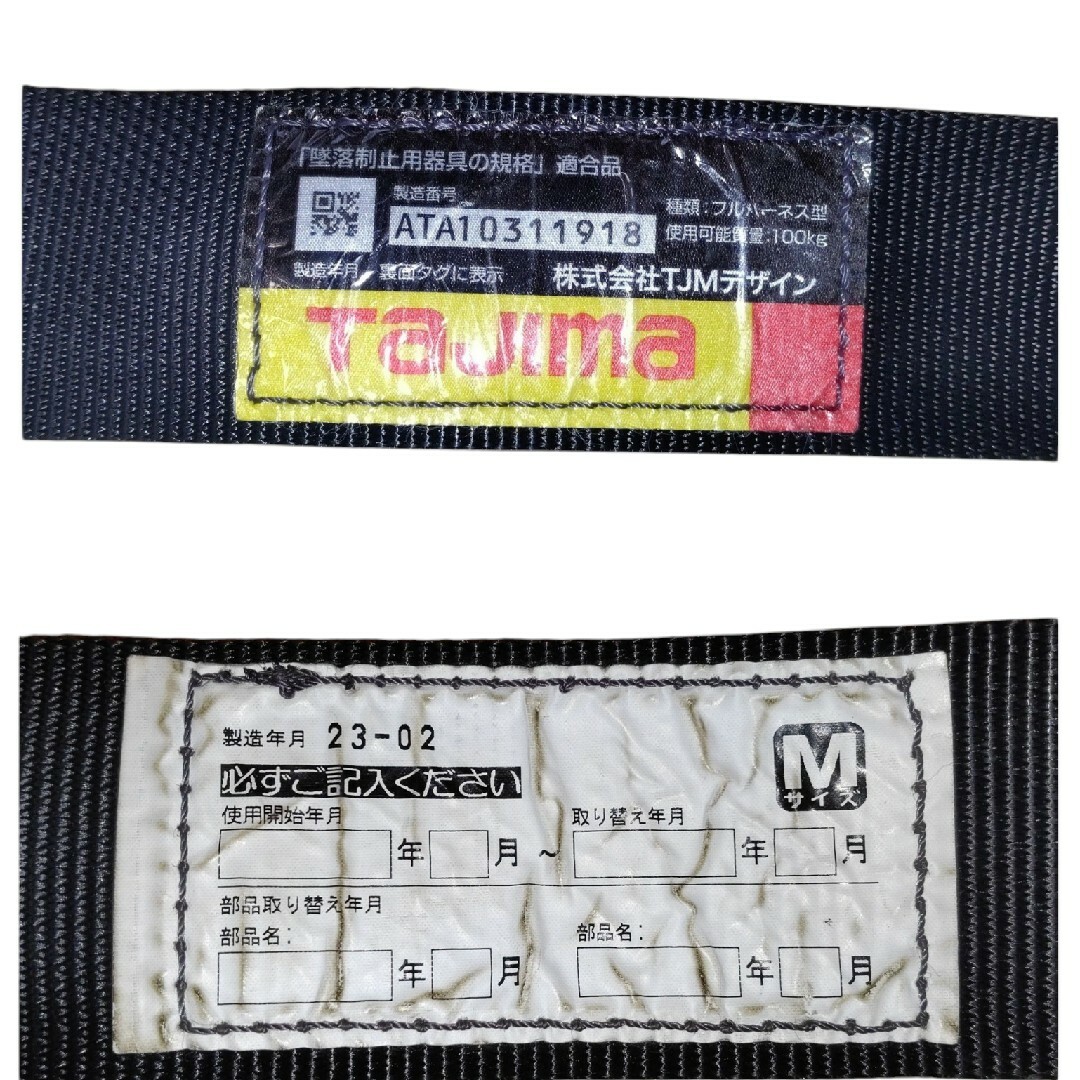 「墜落制止用器具の規格」適合品
製造番号
ATA10311918
種類:フルハーネス型
使用可能質量:100kg
製造年月 裏面タグに表示
株式会社TJMデザイン
TaJIma
製造年月 23-02
必ずご記入ください
M
サイズ
使用開始年月 取り替え年月
年 月 ~ 年 月
部品取り替え年月
部品名: 部品名:
年 月 年 月